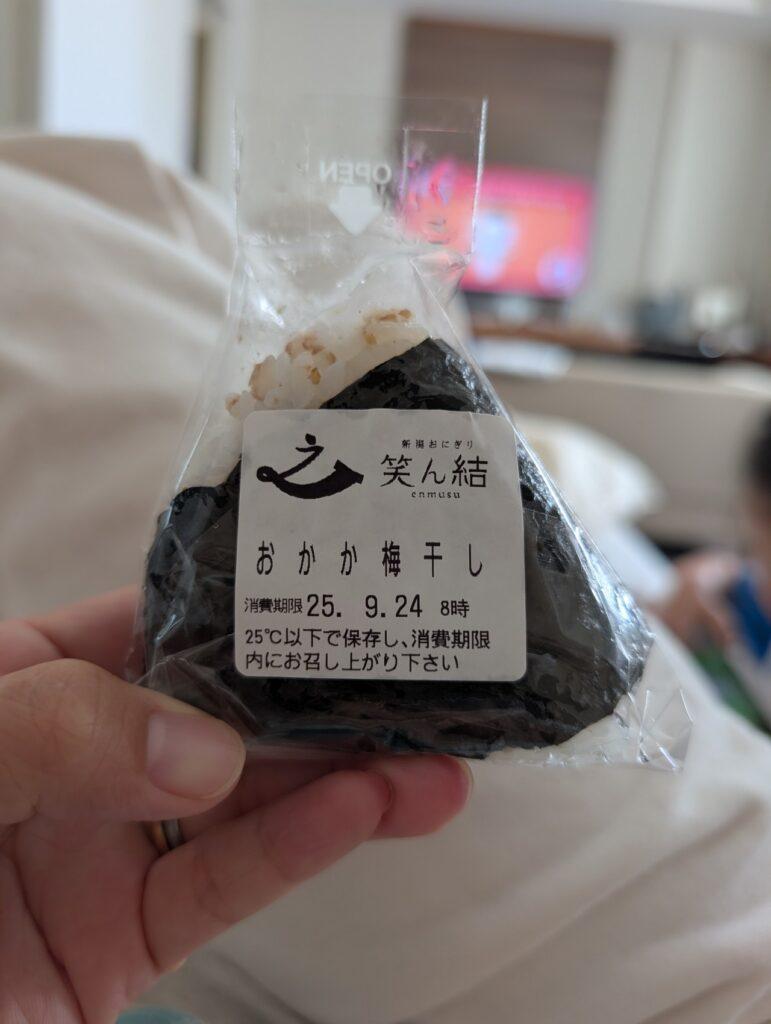 OPEN
新潟おにぎり
笑ん結
enmusu
おかか梅干し
消費期限 25. 9.24 8時
25℃以下で保存し、消費期限
内にお召し上がり下さい